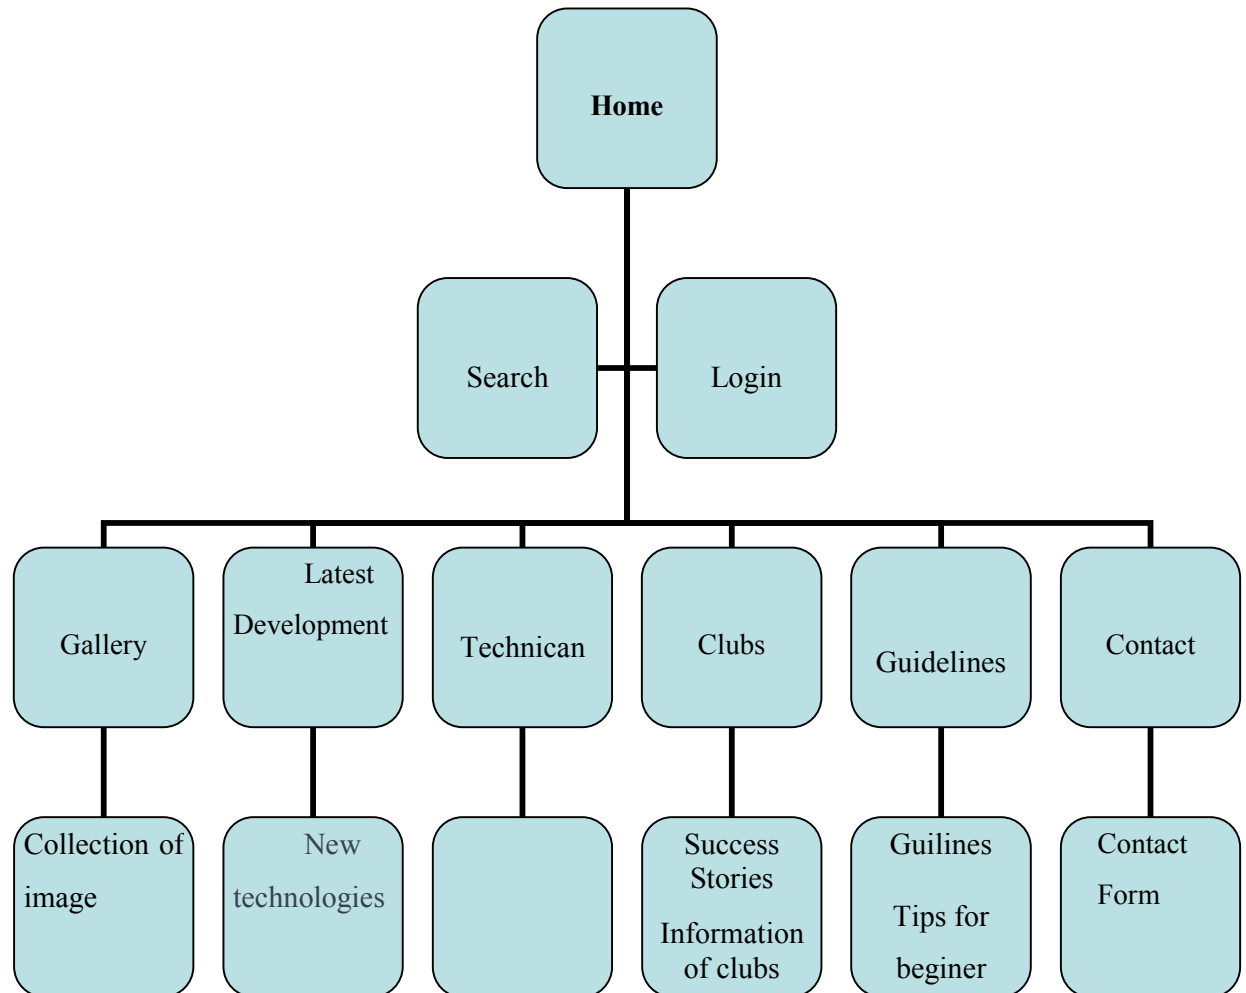 Home
Search
Login
Gallery
Latest
Development
Technican
Clubs
Guidelines
Contact
Collection of
image
New
technologies
Success
Stories
Information
of clubs
Guilines
Tips for
beginer
Contact
Form